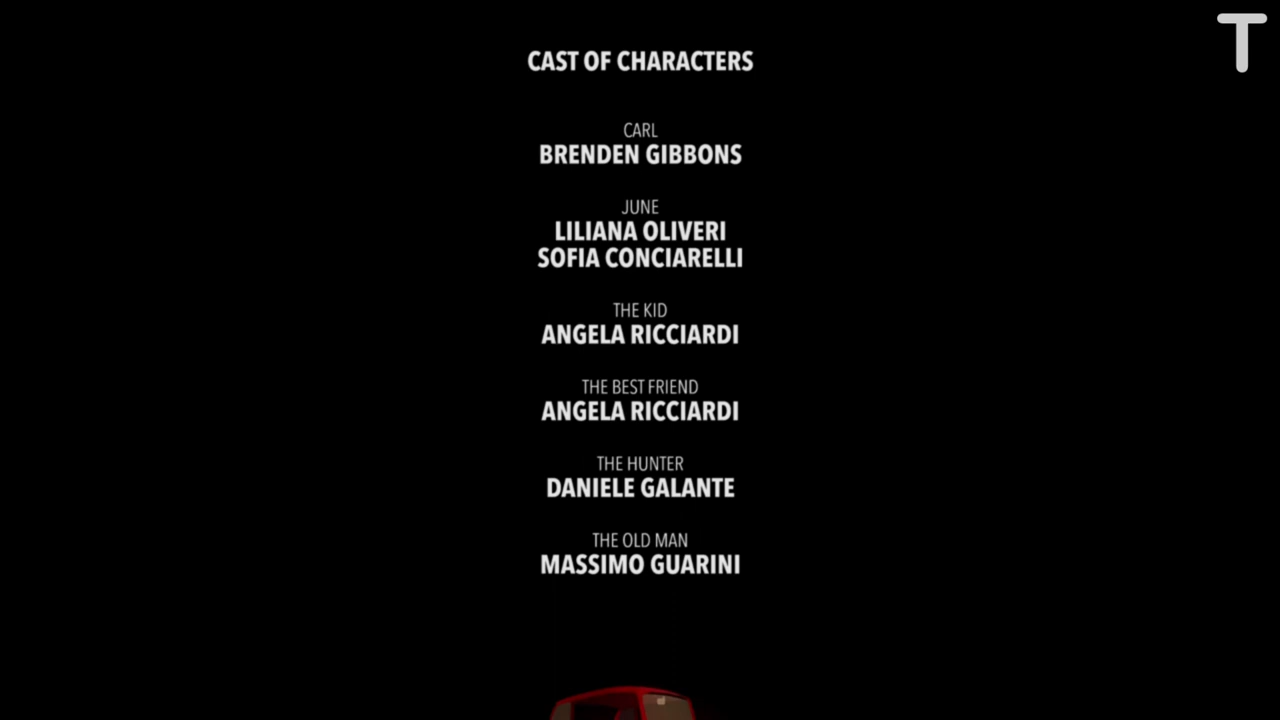 T
CAST OF CHARACTERS
CARL
BRENDEN GIBBONS
JUNE
LILIANA OLIVERI
SOFIA CONCIARELLI
THE KID
ANGELA RICCIARDI
THE BEST FRIEND
ANGELA RICCIARDI
THE HUNTER
DANIELE GALANTE
THE OLD MAN
MASSIMO GUARINI